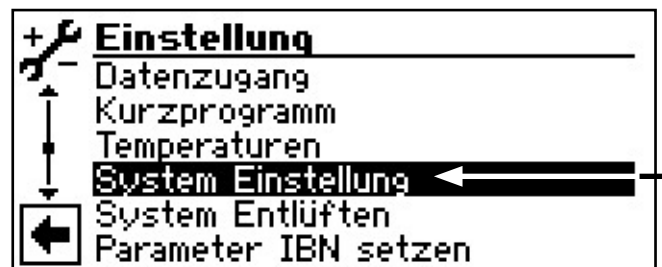 Einstellung
Datenzugang
Kurzprogramm
Temperaturen
System Einstellung
System Entlüften
Parameter IBN setzen